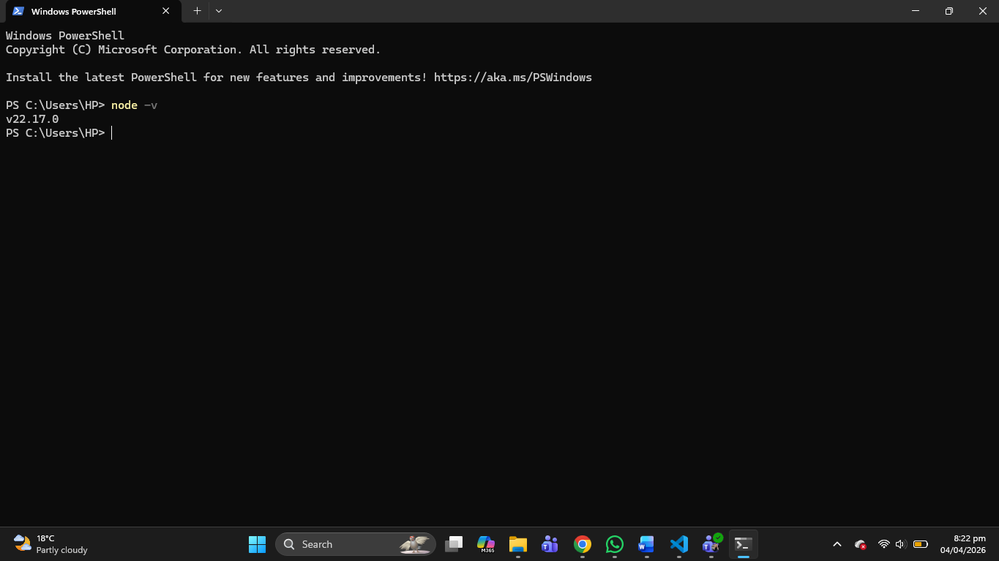 Windows PowerShell
Windows PowerShell
Copyright (C) Microsoft Corporation. All rights reserved.
Install the latest PowerShell for new features and improvements! https://aka.ms/PSWindows
PS C:\Users\HP> node -v
v22.17.0
PS C:\Users\HP>
18°C
Partly cloudy
Search
M365
8:22 pm
04/04/2026